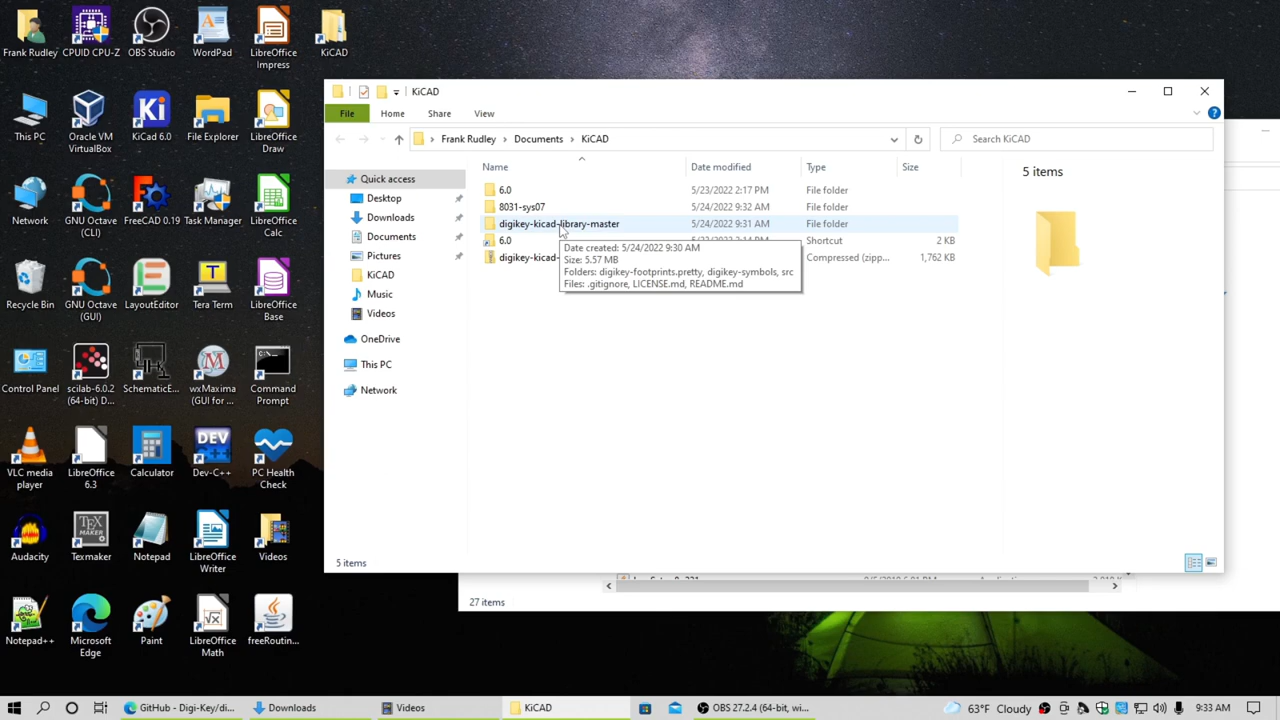 Frank Rudley
CPUID CPU-Z
OBS Studio
WordPad
LibreOffice
Impress
KiCAD
This PC
Oracle VM
VirtualBox
KiCad 6.0
File Explorer
LibreOffice
Draw
Network
GNU Octave
(CLI)
FreeCAD 0.19
Task Manager
LibreOffice
Calc
Recycle Bin
GNU Octave
(GUI)
LayoutEditor
Tera Term
LibreOffice
Base
Control Panel
scilab-6.0.2
(64-bit) D...
SchematicE...
wxMaxima
(GUI for ...
Command
Prompt
VLC media
player
LibreOffice
6.3
Calculator
Dev-C++
PC Health
Check
Audacity
Texmaker
Notepad
LibreOffice
Writer
Videos
Notepad++
Microsoft
Edge
Paint
LibreOffice
Math
freeRoutin...
KiCAD
File Home Share View
Frank Rudley > Documents > KiCAD
Search KiCAD
Quick access
Desktop
Downloads
Documents
Pictures
KiCAD
Music
Videos
OneDrive
This PC
Network
Name Date modified Type Size
6.0 5/23/2022 2:17 PM File folder
8031-sys07 5/24/2022 9:32 AM File folder
digikey-kicad-library-master 5/24/2022 9:31 AM File folder
6.0 Shortcut 2 KB
digikey-kicad- Compressed (zipp... 1,762 KB
Date created: 5/24/2022 9:30 AM
Size: 5.57 MB
Folders: digikey-footprints.pretty, digikey-symbols, src
Files: .gitignore, LICENSE.md, README.md
5 items
5 items
27 items
GitHub - Digi-Key/di...
Downloads
Videos
KiCAD
OBS 27.2.4 (64-bit, wi...
63°F Cloudy
9:33 AM